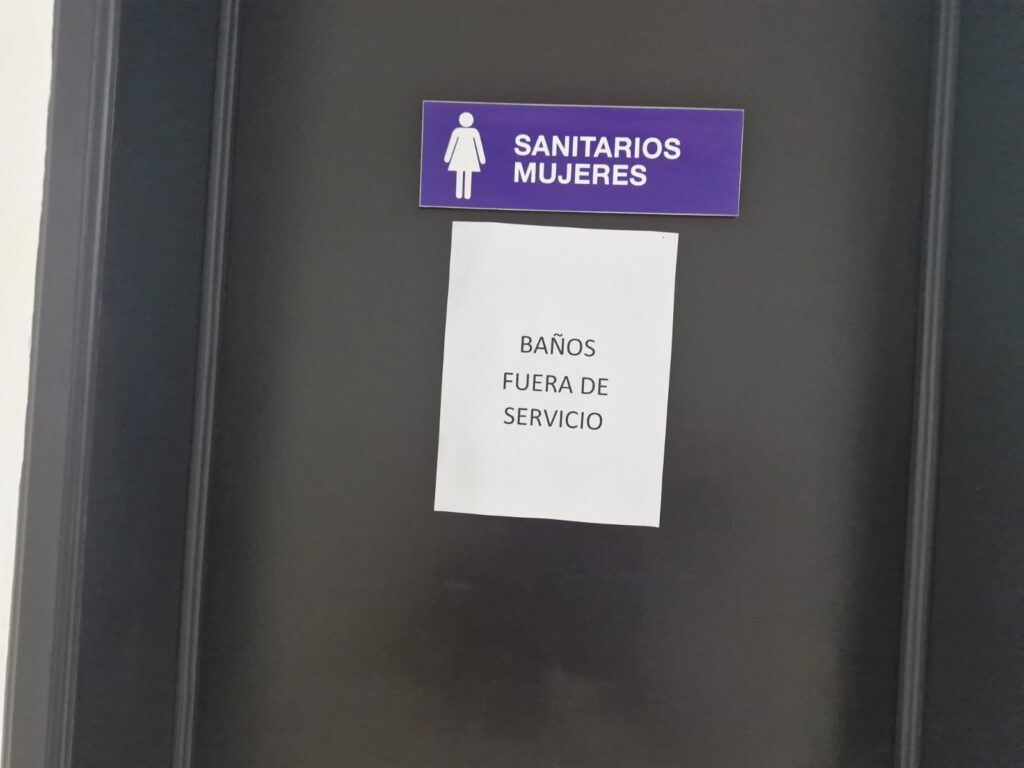 SANITARIOS
MUJERES
BAÑOS
FUERA DE
SERVICIO